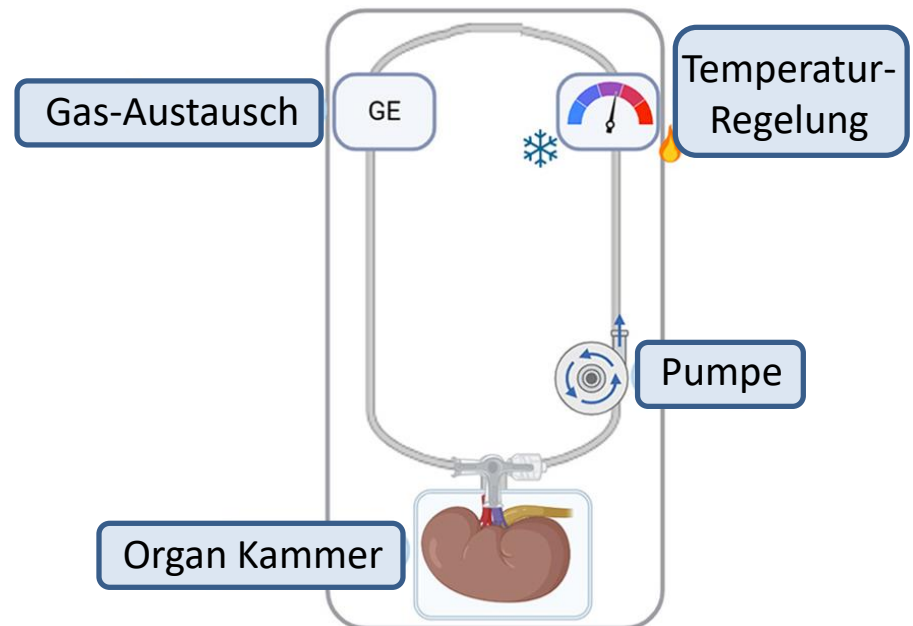 Temperatur-
Regelung
Gas-Austausch
GE
Pumpe
Organ Kammer